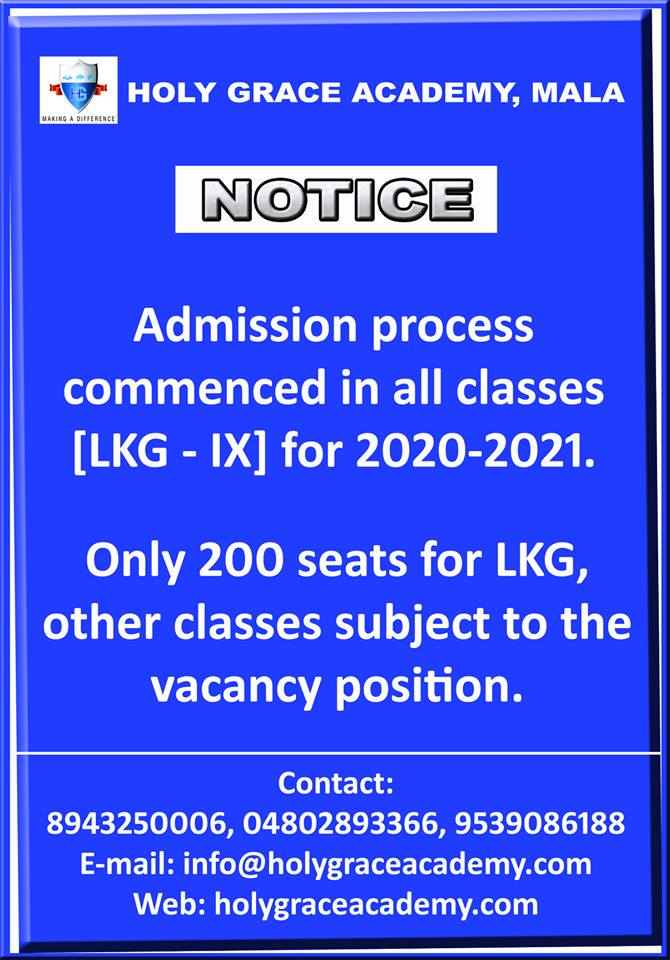 HG
MAKING A DIFFERENCE
HOLY GRACE ACADEMY, MALA
NOTICE
Admission process
commenced in all classes
[LKG - IX] for 2020-2021.
Only 200 seats for LKG,
other classes subject to the
vacancy position.
Contact:
8943250006, 04802893366, 9539086188
E-mail: info@holygraceacademy.com
Web: holygraceacademy.com